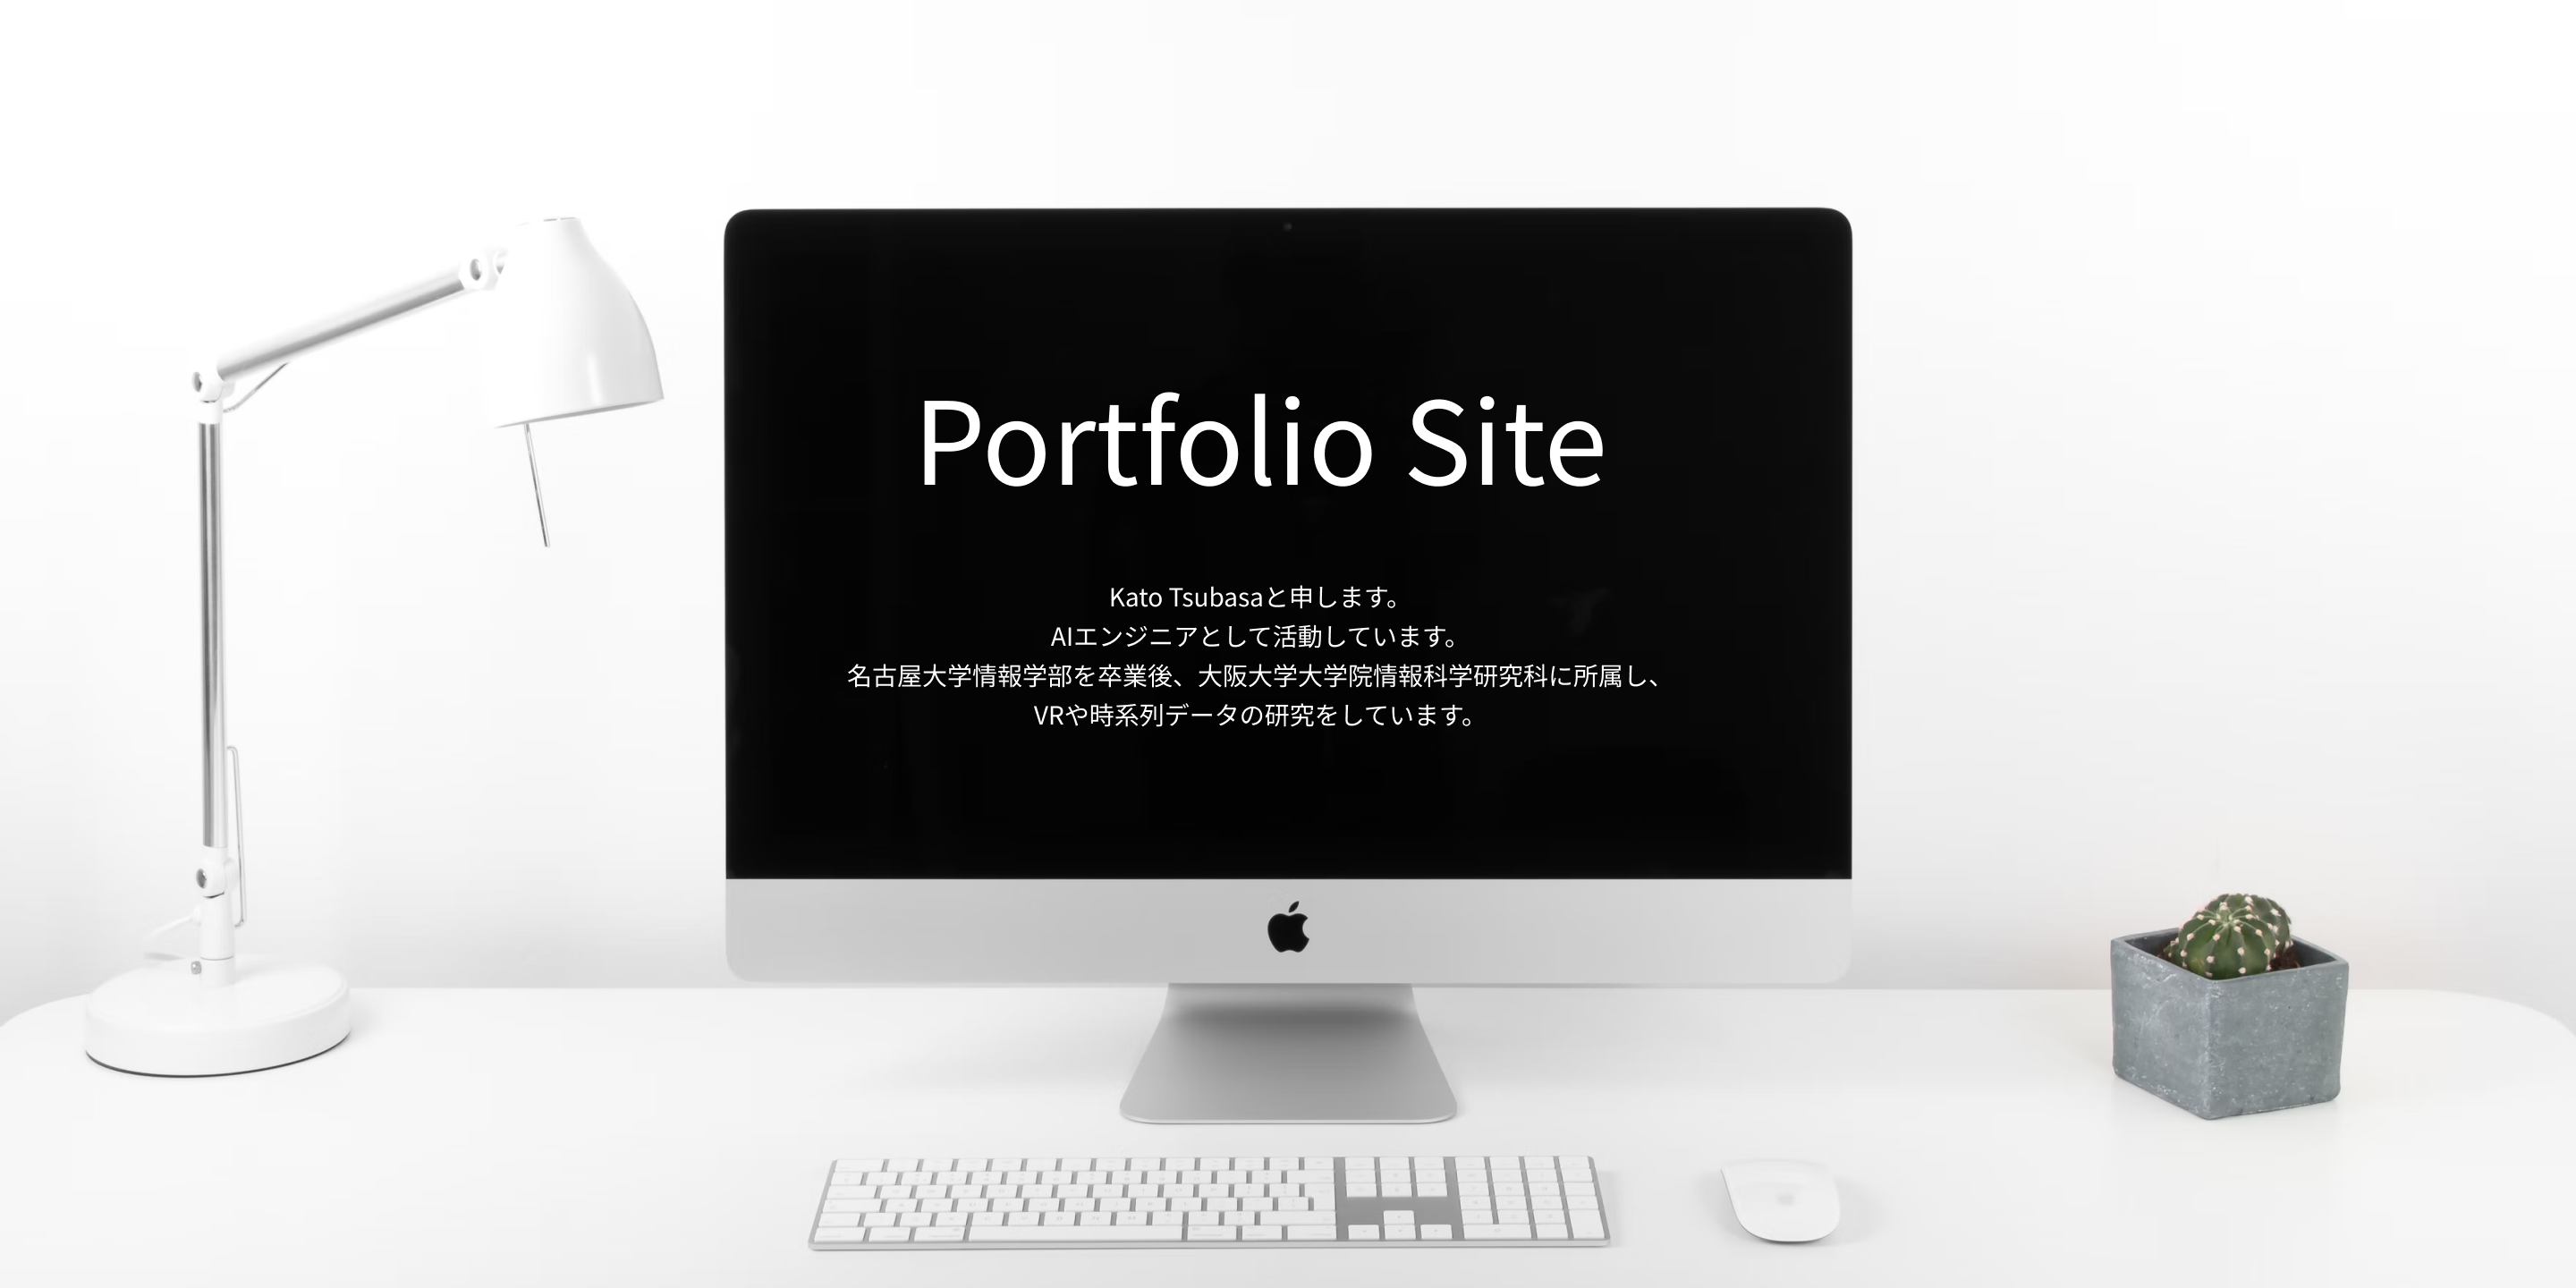 Portfolio Site
Kato Tsubasaと申します。
AIエンジニアとして活動しています。
名古屋大学情報学部を卒業後、大阪大学大学院情報科学研究科に所属し、
VRや時系列データの研究をしています。